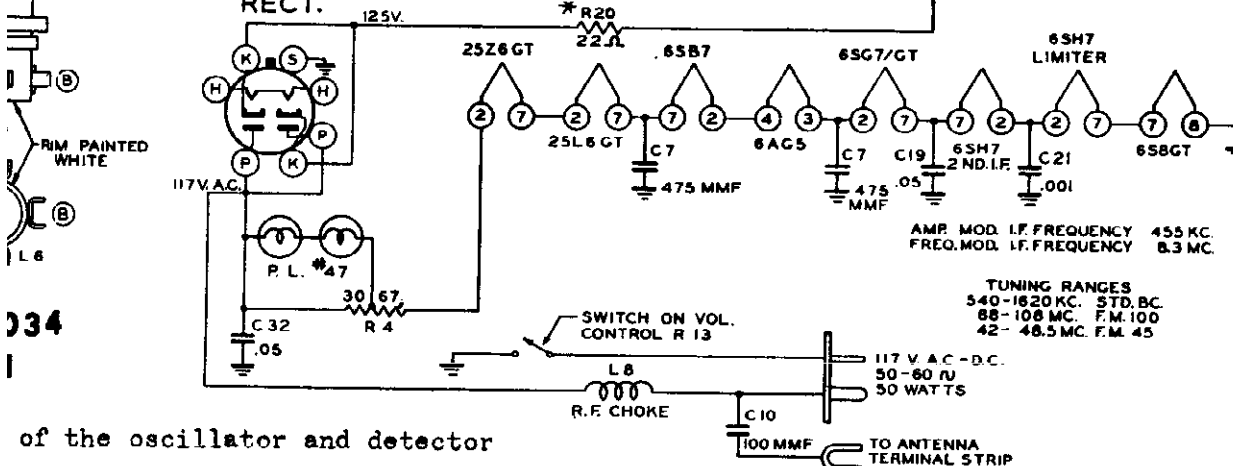 RECT.
125V.
*R20
22Ω
25Z6GT
.6SB7
6SG7/GT
6SH7
LIMITER
K
S
H
H
P
P
K
B
RIM PAINTED
WHITE
B
L6
034
117V. A.C.
2
7
2
7
7
2
4
3
2
7
7
2
2
7
7
8
25L6GT
C7
475 MMF
6AG5
C7
475
MMF
C19
.05
6SH7
2ND. I.F.
C21
.001
6S8GT
AMP. MOD. I.F. FREQUENCY 455 KC.
FREQ. MOD. I.F. FREQUENCY 8.3 MC.
P. L. #47
30 67
R4
C32
.05
TUNING RANGES
540-1620 KC. STD. BC.
88-108 MC. F.M. 100
42-48.5 MC. F.M. 45
SWITCH ON VOL.
CONTROL R13
117 V. A.C.-D.C.
50-60 ~
50 WATTS
L8
R.F. CHOKE
C10
100 MMF
TO ANTENNA
TERMINAL STRIP
of the oscillator and detector